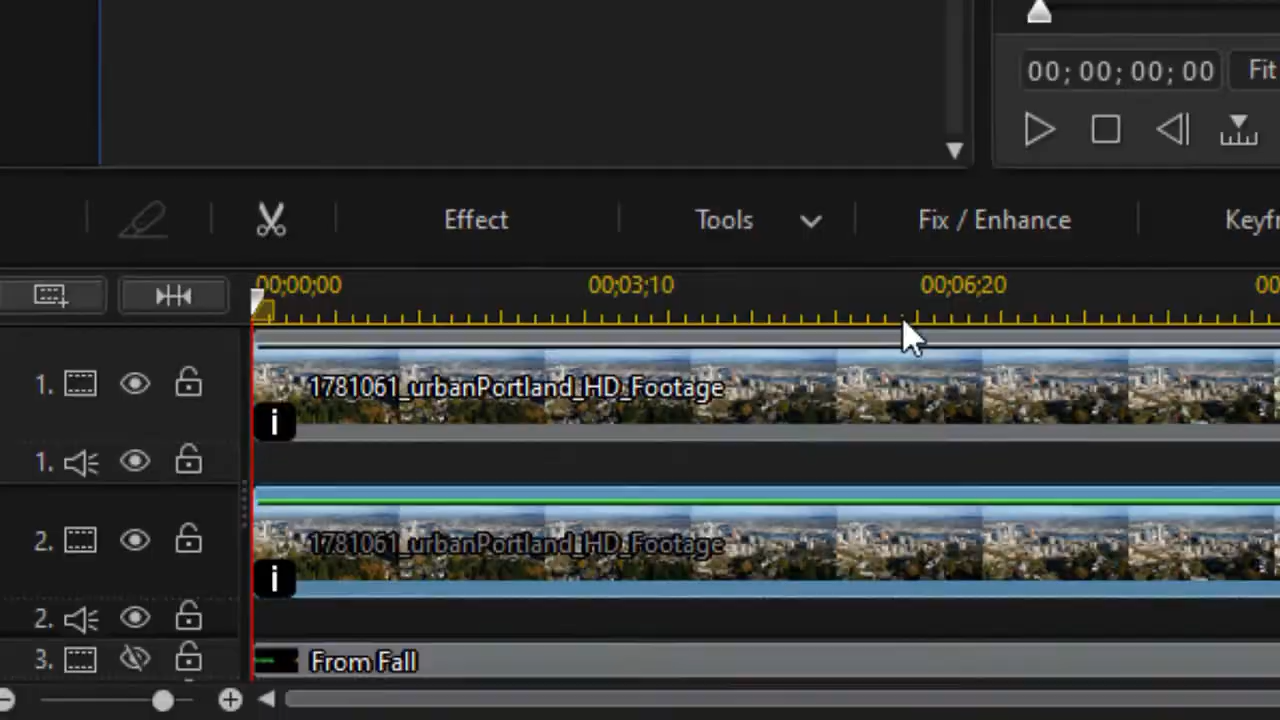 00;00;00;00 Fit
Effect Tools Fix / Enhance Keyfr
00;00;00 00;03;10 00;06;20 00
1. 1781061_urbanPortland_HD_Footage
i
1.
2. 1781061_urbanPortland_HD_Footage
i
2.
3. From Fall